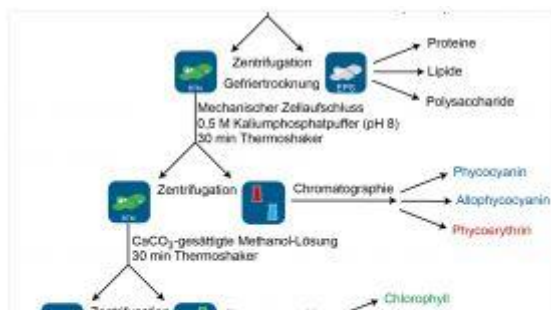 Zentrifugation
Gefriertrocknung
EPS
Proteine
Lipide
Polysaccharide
Mechanischer Zellaufschluss
0,5 M Kaliumphosphatpuffer (pH 8)
30 min Thermoshaker
Zentrifugation
Chromatographie
Phycocyanin
Allophycocyanin
Phycoerythrin
CaCO₃-gesättigte Methanol-Lösung
30 min Thermoshaker
Zentrifugation
Chlorophyll